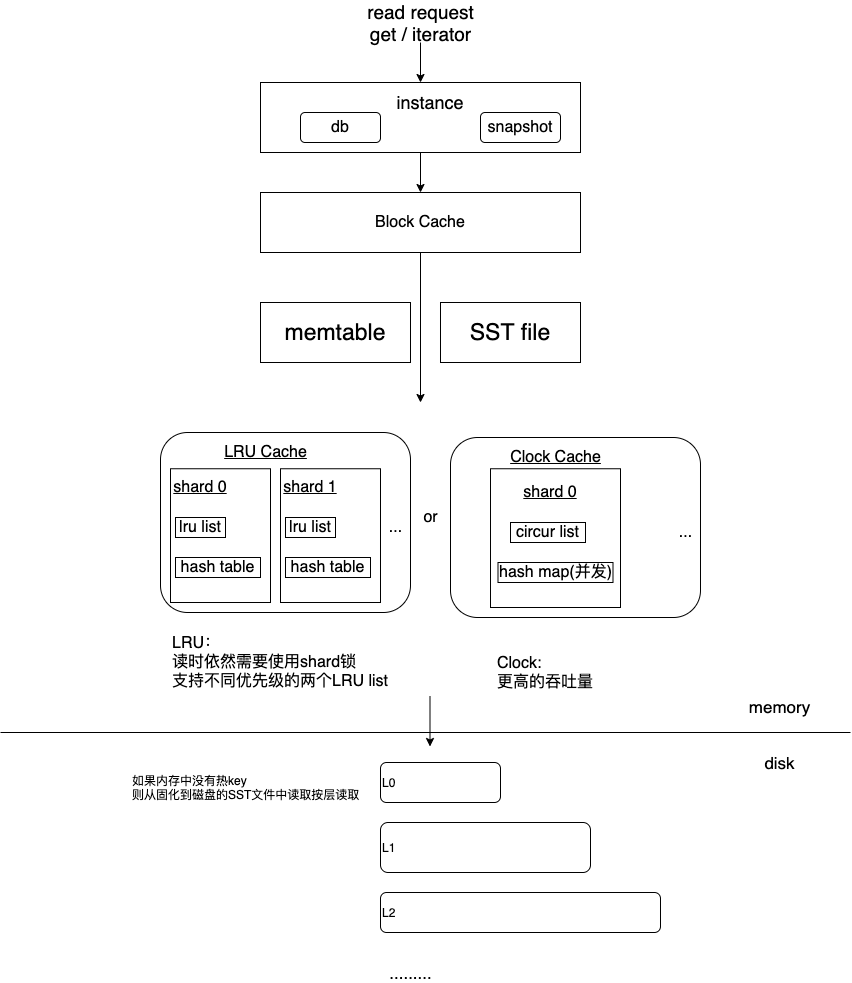 read request
get / iterator
instance
db
snapshot
Block Cache
memtable
SST file
LRU Cache
shard 0
lru list
hash table
shard 1
lru list
hash table
...
or
Clock Cache
shard 0
circur list
hash map(并发)
...
LRU：
读时依然需要使用shard锁
支持不同优先级的两个LRU list
Clock:
更高的吞吐量
memory
disk
如果内存中没有热key
则从固化到磁盘的SST文件中读取按层读取
L0
L1
L2
.........